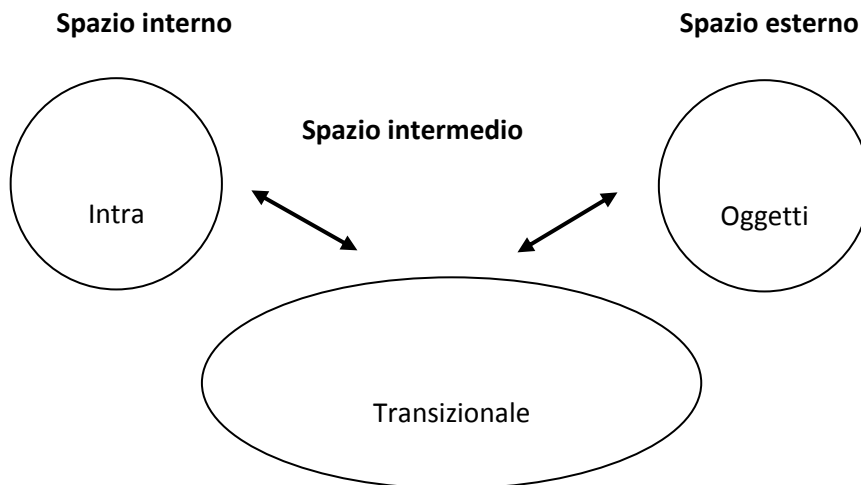 Spazio interno
Spazio esterno
Spazio intermedio
Intra
Oggetti
Transizionale